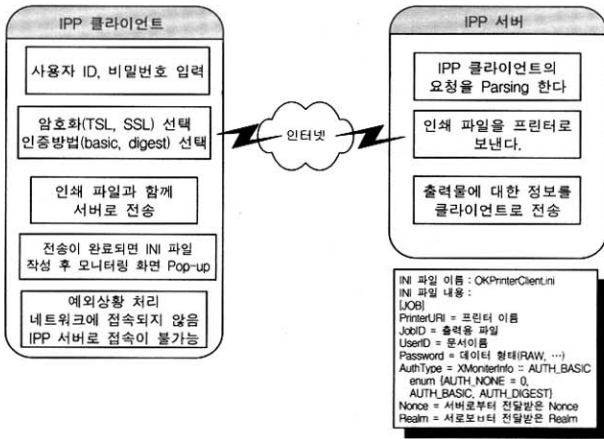 IPP 클라이언트
사용자 ID, 비밀번호 입력
암호화(TSL, SSL) 선택
인증방법(basic, digest) 선택
인쇄 파일과 함께
서버로 전송
전송이 완료되면 INI 파일
작성 후 모니터링 화면 Pop-up
예외상황 처리
네트워크에 접속되지 않음
IPP 서버로 접속이 불가능
인터넷
IPP 서버
IPP 클라이언트의
요청을 Parsing 한다
인쇄 파일을 프린터로
보낸다.
출력물에 대한 정보를
클라이언트로 전송
INI 파일 이름 : OKPrinterClient.ini
INI 파일 내용 :
[JOB]
PrinterURI = 프린터 이름
JobID = 출력용 파일
UserID = 문서이름
Password = 데이터 형태(RAW, …)
AuthType = XMonterInfo :: AUTH_BASIC
enum {AUTH_NONE = 0,
AUTH_BASIC, AUTH_DIGEST}
Nonce = 서버로부터 전달받은 Nonce
Realm = 서로보ㅂ터 전달받은 Realm